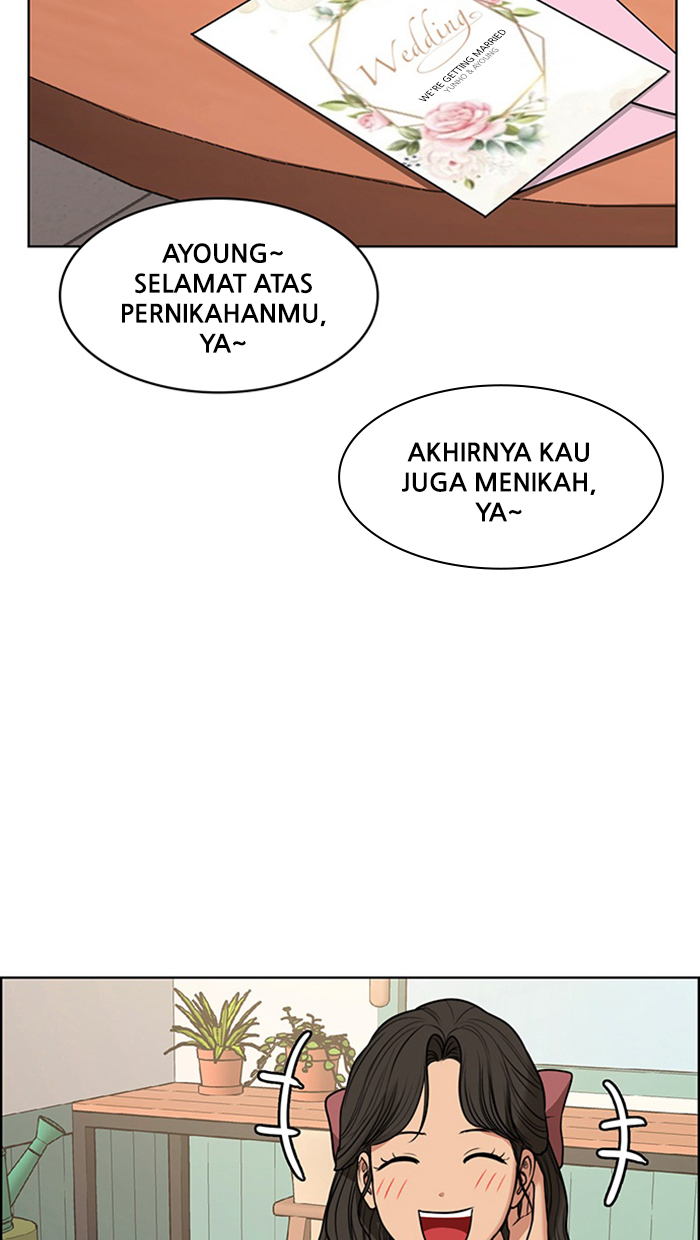 Wedding
WE'RE GETTING MARRIED
YUNHO & AYOUNG
AYOUNG~
SELAMAT ATAS
PERNIKAHANMU,
YA~
AKHIRNYA KAU
JUGA MENIKAH,
YA~